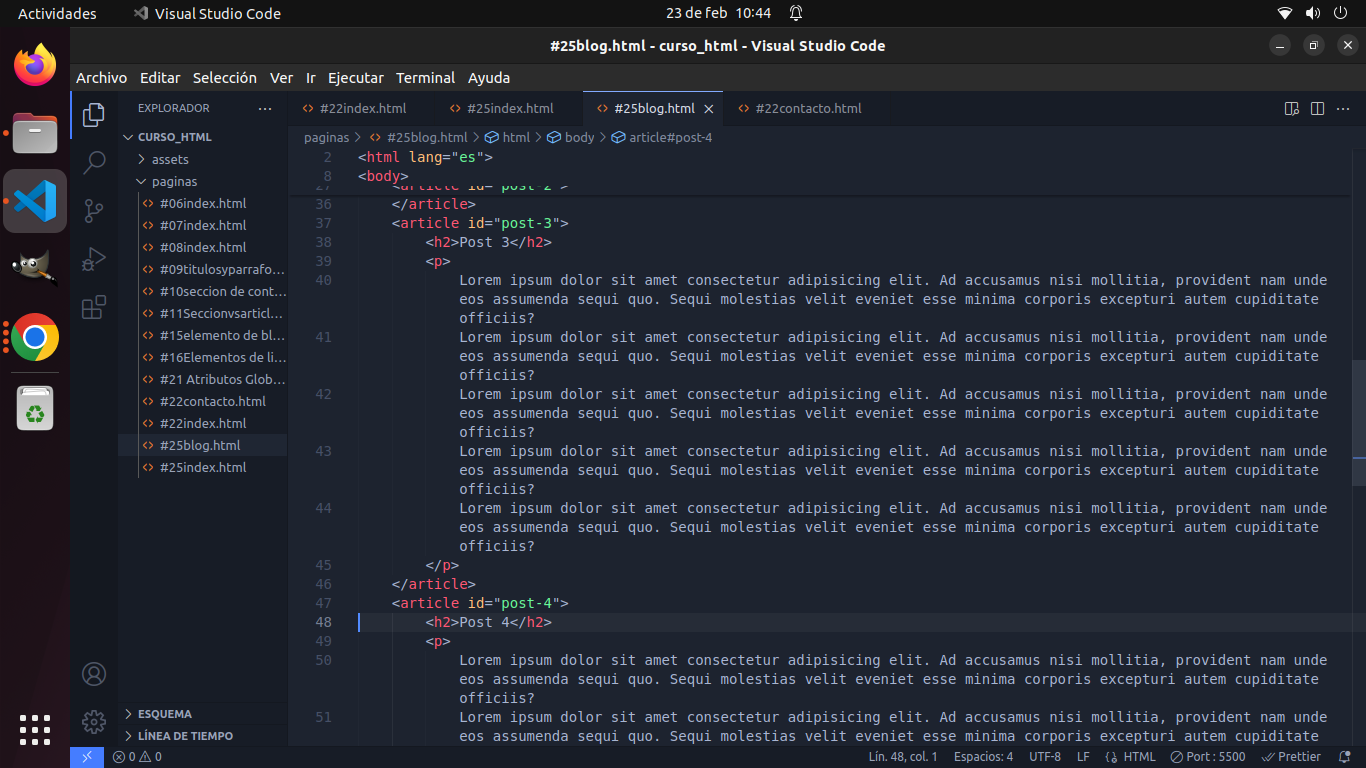 Actividades
Visual Studio Code
23 de feb 10:44
#25blog.html - curso_html - Visual Studio Code
Archivo Editar Selección Ver Ir Ejecutar Terminal Ayuda
EXPLORADOR
CURSO_HTML
assets
paginas
#06index.html
#07index.html
#08index.html
#09titulosyparrafo...
#10seccion de cont...
#11Seccionvsarticl...
#15elemento de bl...
#16Elementos de li...
#21 Atributos Glob...
#22contacto.html
#22index.html
#25blog.html
#25index.html
ESQUEMA
LÍNEA DE TIEMPO
#22index.html #25index.html #25blog.html #22contacto.html
paginas > #25blog.html > html > body > article#post-4
2 <html lang="es">
8 <body>
27 <article id="post-2">
36 </article>
37 <article id="post-3">
38 <h2>Post 3</h2>
39 <p>
40 Lorem ipsum dolor sit amet consectetur adipisicing elit. Ad accusamus nisi mollitia, provident nam unde
eos assumenda sequi quo. Sequi molestias velit eveniet esse minima corporis excepturi autem cupiditate
officiis?
41 Lorem ipsum dolor sit amet consectetur adipisicing elit. Ad accusamus nisi mollitia, provident nam unde
eos assumenda sequi quo. Sequi molestias velit eveniet esse minima corporis excepturi autem cupiditate
officiis?
42 Lorem ipsum dolor sit amet consectetur adipisicing elit. Ad accusamus nisi mollitia, provident nam unde
eos assumenda sequi quo. Sequi molestias velit eveniet esse minima corporis excepturi autem cupiditate
officiis?
43 Lorem ipsum dolor sit amet consectetur adipisicing elit. Ad accusamus nisi mollitia, provident nam unde
eos assumenda sequi quo. Sequi molestias velit eveniet esse minima corporis excepturi autem cupiditate
officiis?
44 Lorem ipsum dolor sit amet consectetur adipisicing elit. Ad accusamus nisi mollitia, provident nam unde
eos assumenda sequi quo. Sequi molestias velit eveniet esse minima corporis excepturi autem cupiditate
officiis?
45 </p>
46 </article>
47 <article id="post-4">
48 <h2>Post 4</h2>
49 <p>
50 Lorem ipsum dolor sit amet consectetur adipisicing elit. Ad accusamus nisi mollitia, provident nam unde
eos assumenda sequi quo. Sequi molestias velit eveniet esse minima corporis excepturi autem cupiditate
officiis?
51 Lorem ipsum dolor sit amet consectetur adipisicing elit. Ad accusamus nisi mollitia, provident nam unde
eos assumenda sequi quo. Sequi molestias velit eveniet esse minima corporis excepturi autem cupiditate
0 0 Lín. 48, col. 1 Espacios: 4 UTF-8 LF HTML Port : 5500 Prettier